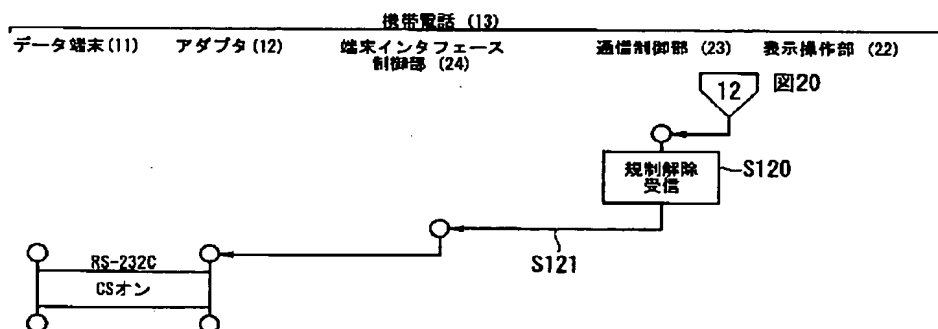 携帯電話 (13)
データ端末(11) アダプタ(12) 端末インタフェース 制御部 (24) 通信制御部 (23) 表示操作部 (22)
12 図20
規制解除 受信
S120
S121
RS-232C
CSオン